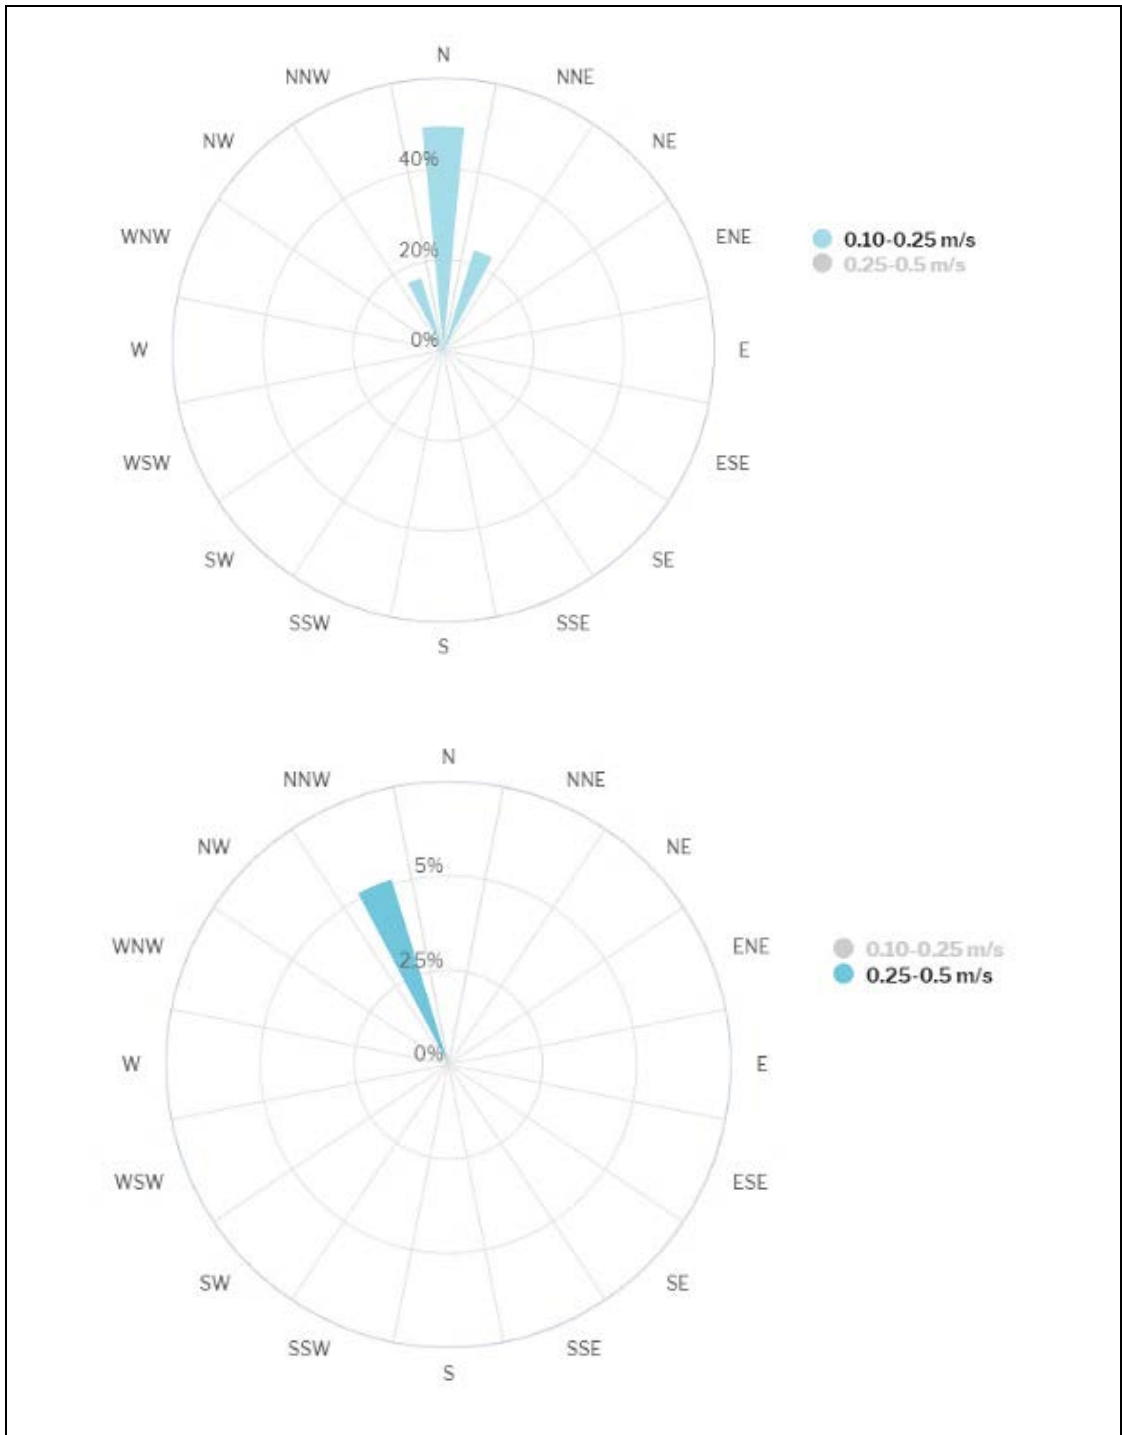 N
NNW
NNE
NW
NE
40%
WNW
ENE
0.10-0.25 m/s
20%
0.25-0.5 m/s
0%
W
E
WSW
ESE
SW
SE
SSW
SSE
S
N
NNW
NNE
NW
NE
5%
WNW
ENE
0.10-0.25 m/s
2.5%
0.25-0.5 m/s
0%
W
E
WSW
ESE
SW
SE
SSW
SSE
S